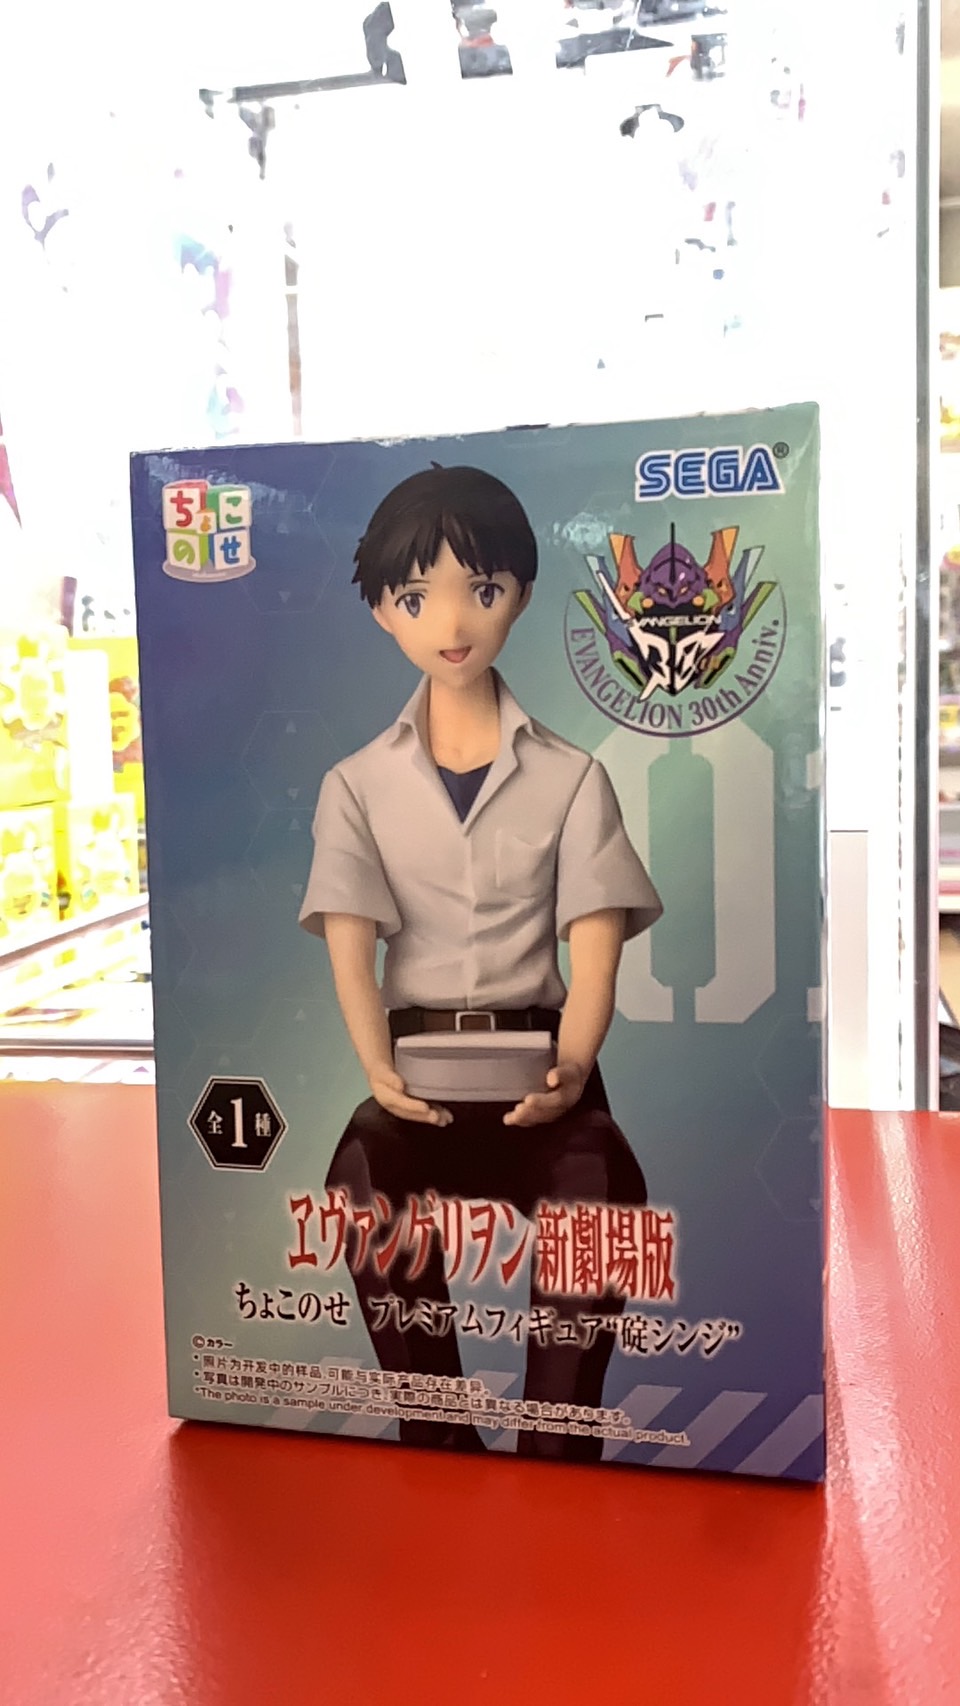 SEGA®
ちょこ
のせ
EVANGELION
30
EVANGELION 30th Anniv.
01
全1種
ヱヴァンゲリヲン新劇場版
ちょこのせ プレミアムフィギュア“碇シンジ”
©カラー
*照片为开发中的样品,可能与实际产品存在差异。
*写真は開発中のサンプルにつき、実際の商品とは異なる場合があります。
*The photo is a sample under development and may differ from the actual product.